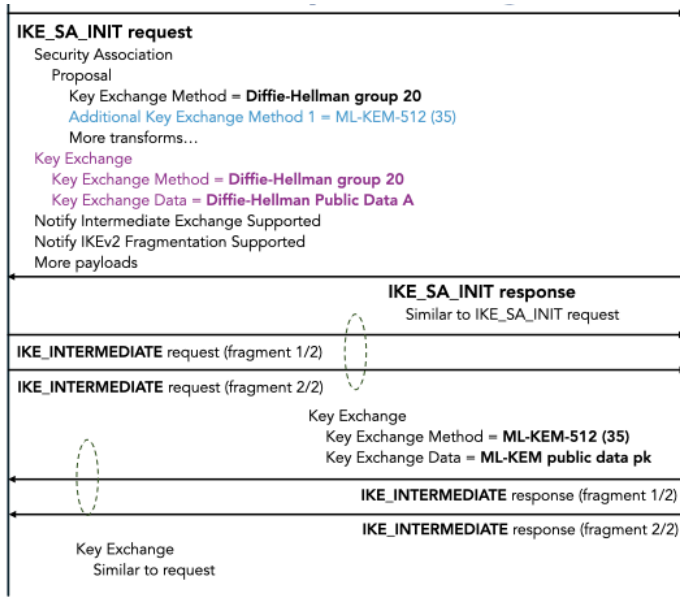 IKE_SA_INIT request
Security Association
Proposal
Key Exchange Method = Diffie-Hellman group 20
Additional Key Exchange Method 1 = ML-KEM-512 (35)
More transforms...
Key Exchange
Key Exchange Method = Diffie-Hellman group 20
Key Exchange Data = Diffie-Hellman Public Data A
Notify Intermediate Exchange Supported
Notify IKEv2 Fragmentation Supported
More payloads
IKE_SA_INIT response
Similar to IKE_SA_INIT request
IKE_INTERMEDIATE request (fragment 1/2)
IKE_INTERMEDIATE request (fragment 2/2)
Key Exchange
Key Exchange Method = ML-KEM-512 (35)
Key Exchange Data = ML-KEM public data pk
IKE_INTERMEDIATE response (fragment 1/2)
IKE_INTERMEDIATE response (fragment 2/2)
Key Exchange
Similar to request